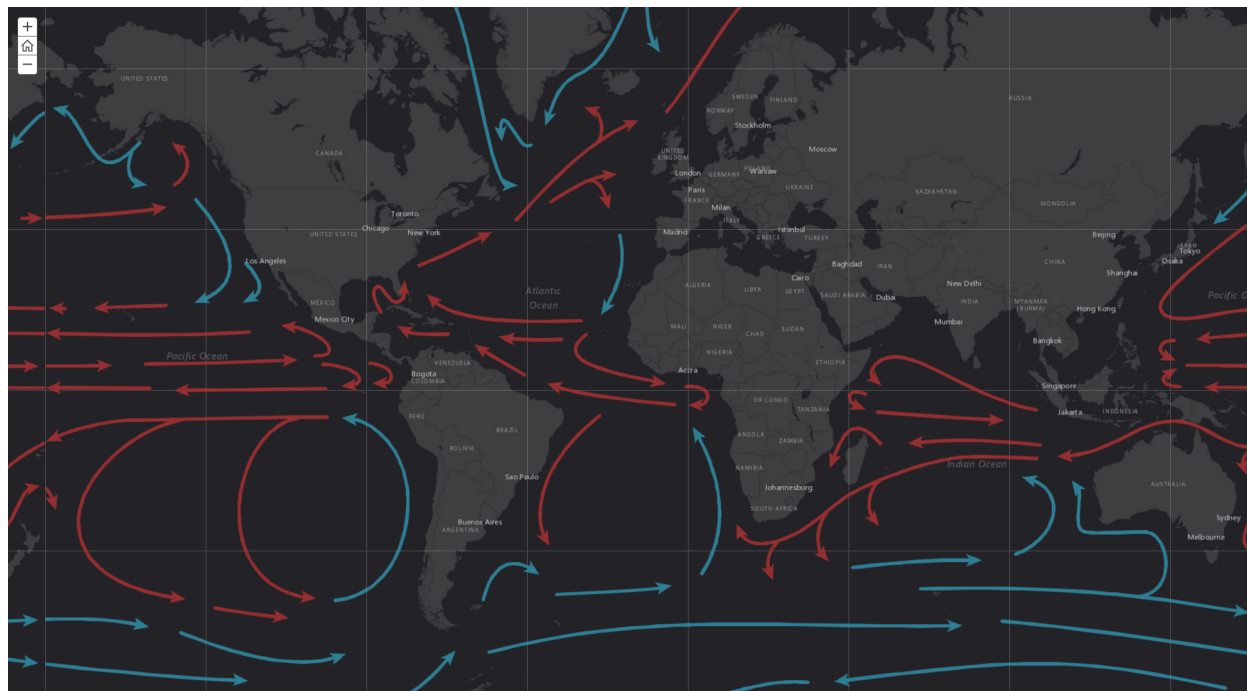 +
−
UNITED STATES
RUSSIA
SWEDEN
FINLAND
NORWAY
Stockholm
Moscow
CANADA
UNITED
KINGDOM
London
GERMANY
POLAND
Warsaw
Paris
UKRAINE
KAZAKHSTAN
FRANCE
Milan
MONGOLIA
Toronto
ITALY
Chicago
New York
UNITED STATES
Madrid
Istanbul
GREECE
TURKEY
Beijing
JAPAN
Tokyo
Los Angeles
Baghdad
IRAN
CHINA
Osaka
Shanghai
Cairo
ALGERIA
LIBYA
EGYPT
New Delhi
Atlantic
Ocean
SAUDI ARABIA
Dubai
Pacific O
MÉXICO
INDIA
MYANMAR
(BURMA)
Hong Kong
Mexico City
MALI
NIGER
CHAD
SUDAN
Mumbai
Bangkok
Pacific Ocean
NIGERIA
VENEZUELA
ETHIOPIA
Bogota
COLOMBIA
Accra
Singapore
DR CONGO
TANZANIA
Jakarta
INDONESIA
PERU
BRAZIL
ANGOLA
ZAMBIA
BOLIVIA
NAMIBIA
Indian Ocean
Sao Paulo
Johannesburg
AUSTRALIA
SOUTH AFRICA
Buenos Aires
ARGENTINA
Sydney
Melbourne